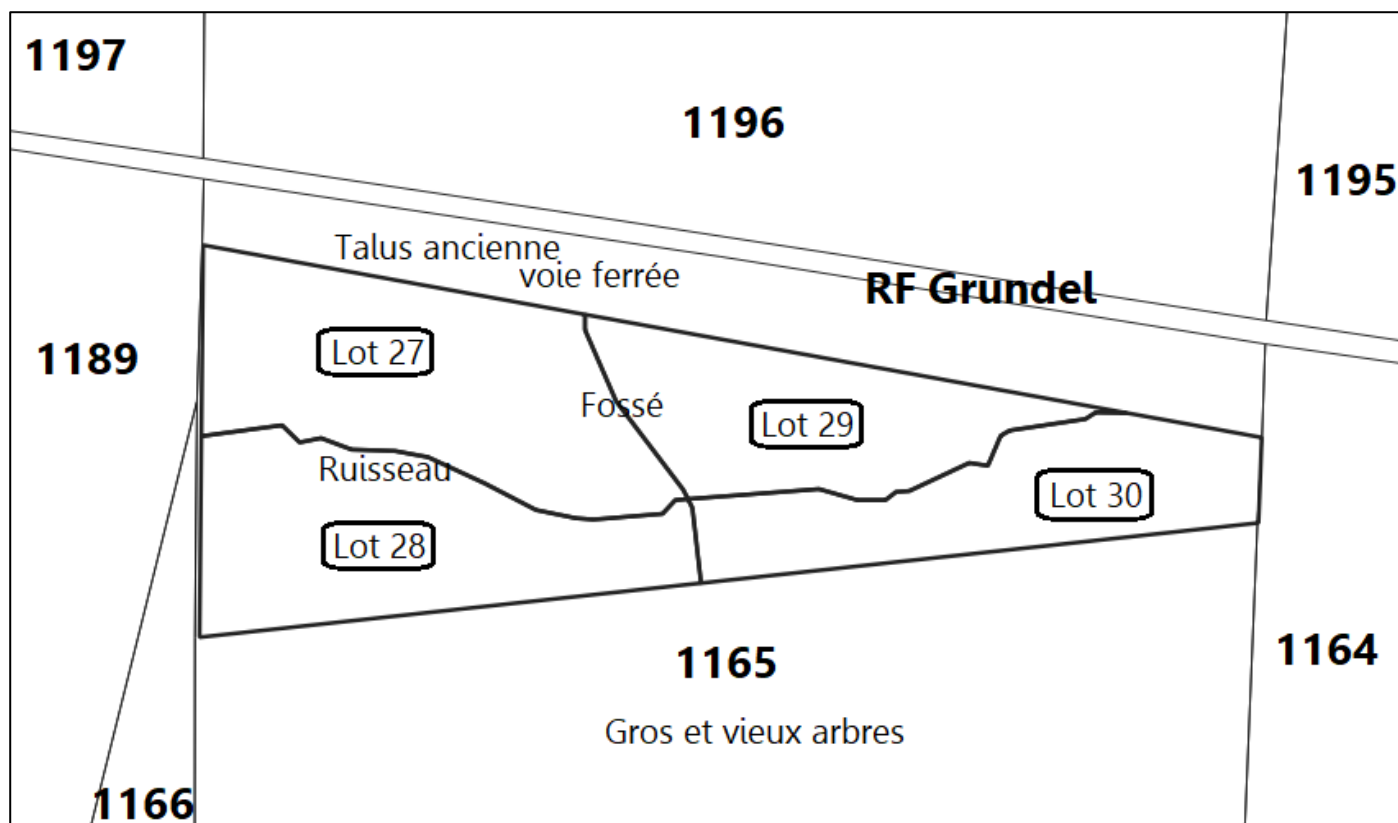 1197
1196
1195
Talus ancienne
voie ferrée
RF Grundel
1189
Lot 27
Fossé
Lot 29
Ruisseau
Lot 30
Lot 28
1165
1164
Gros et vieux arbres
1166